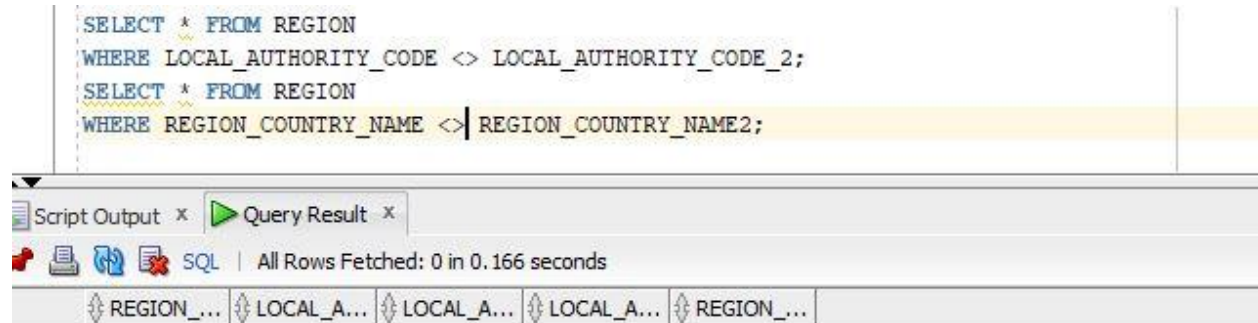 SELECT * FROM REGION
WHERE LOCAL_AUTHORITY_CODE <> LOCAL_AUTHORITY_CODE_2;
SELECT * FROM REGION
WHERE REGION_COUNTRY_NAME <> REGION_COUNTRY_NAME2;
Script Output x Query Result x
SQL | All Rows Fetched: 0 in 0.166 seconds
REGION_... LOCAL_A... LOCAL_A... LOCAL_A... REGION_...